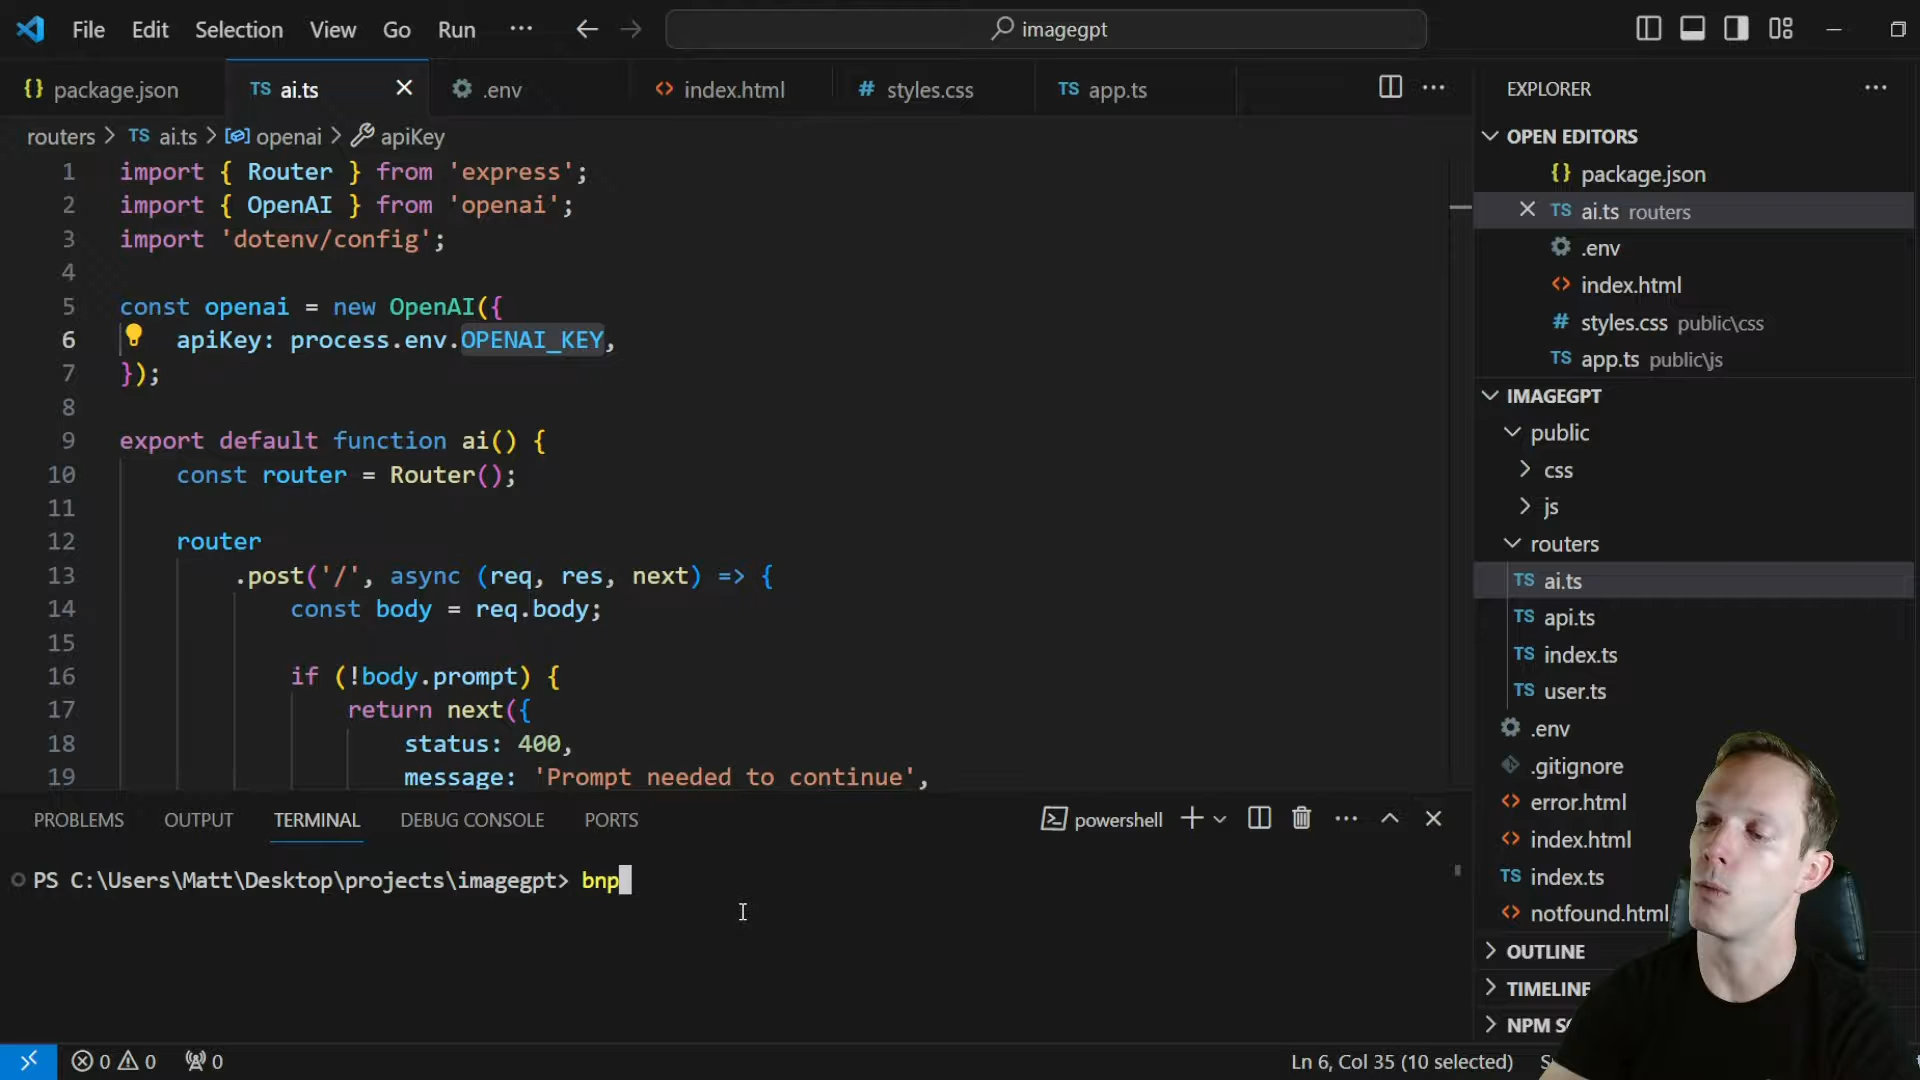 File Edit Selection View Go Run ··· imagegpt
package.json TS ai.ts .env index.html # styles.css TS app.ts ···
routers > TS ai.ts > openai > apiKey
1 import { Router } from 'express';
2 import { OpenAI } from 'openai';
3 import 'dotenv/config';
4
5 const openai = new OpenAI({
6 apiKey: process.env.OPENAI_KEY,
7 });
8
9 export default function ai() {
10 const router = Router();
11
12 router
13 .post('/', async (req, res, next) => {
14 const body = req.body;
15
16 if (!body.prompt) {
17 return next({
18 status: 400,
19 message: 'Prompt needed to continue',
PROBLEMS OUTPUT TERMINAL DEBUG CONSOLE PORTS powershell
PS C:\Users\Matt\Desktop\projects\imagegpt> bnp
EXPLORER
OPEN EDITORS
{} package.json
TS ai.ts routers
.env
<> index.html
# styles.css public\css
TS app.ts public\js
IMAGEGPT
public
css
js
routers
TS ai.ts
TS api.ts
TS index.ts
TS user.ts
.env
.gitignore
<> error.html
<> index.html
TS index.ts
<> notfound.html
OUTLINE
TIMELINE
NPM
0 0 0 Ln 6, Col 35 (10 selected)